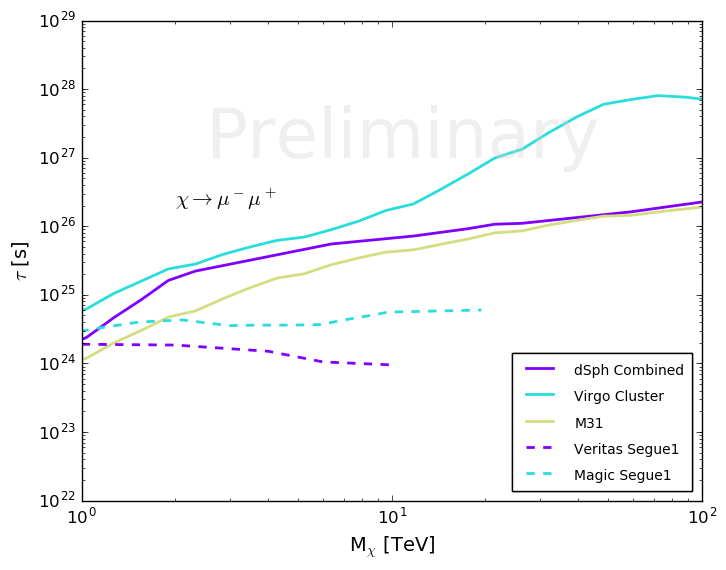 10^29
10^28
10^27
10^26
10^25
10^24
10^23
10^22
τ [s]
Preliminary
χ → μ^- μ^+
dSph Combined
Virgo Cluster
M31
Veritas Segue1
Magic Segue1
10^0 10^1 10^2
M_χ [TeV]